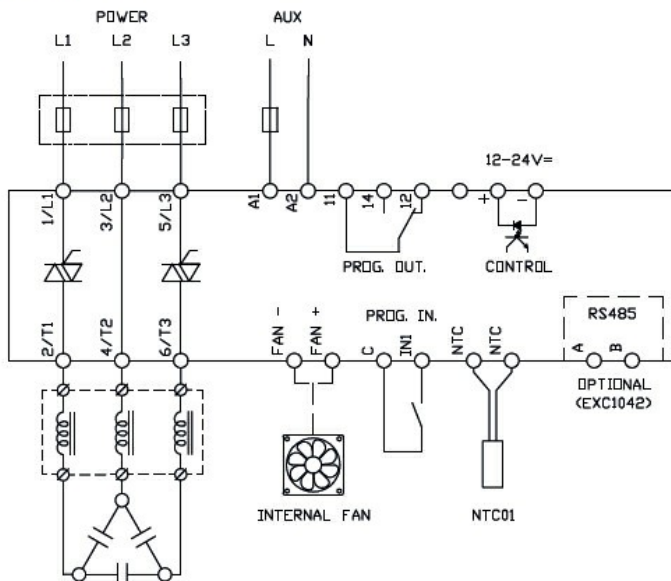 POWER AUX
L1 L2 L3 L N
12-24V=
1/L1 3/L2 5/L3 A1 A2 11 14 12 + -
PROG. OUT. CONTROL
2/T1 4/T2 6/T3 FAN - FAN + PROG. IN. C IN1 NTC NTC RS485 A B
OPTIONAL
(EXC1042)
INTERNAL FAN NTC01